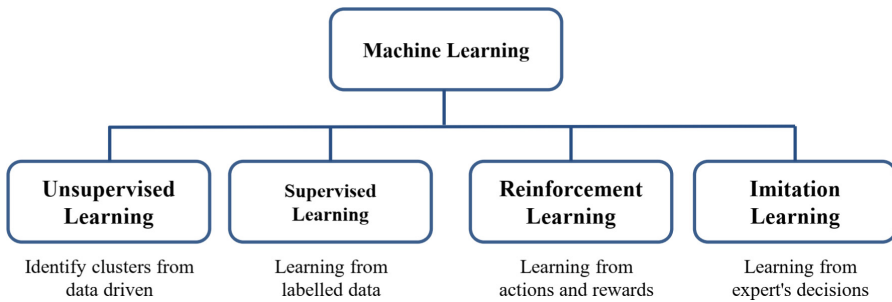 Machine Learning
Unsupervised
Learning
Supervised
Learning
Reinforcement
Learning
Imitation
Learning
Identify clusters from
data driven
Learning from
labelled data
Learning from
actions and rewards
Learning from
expert's decisions